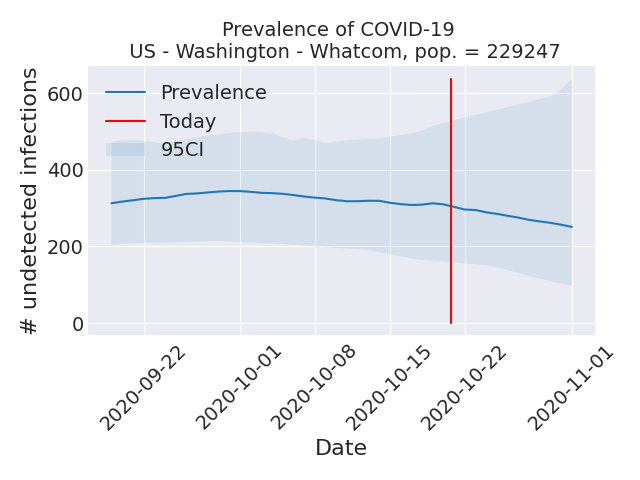 Prevalence of COVID-19
US - Washington - Whatcom, pop. = 229247
# undetected infections
600
400
200
0
Prevalence
Today
95CI
2020-09-22
2020-10-01
2020-10-08
2020-10-15
2020-10-22
2020-11-01
Date